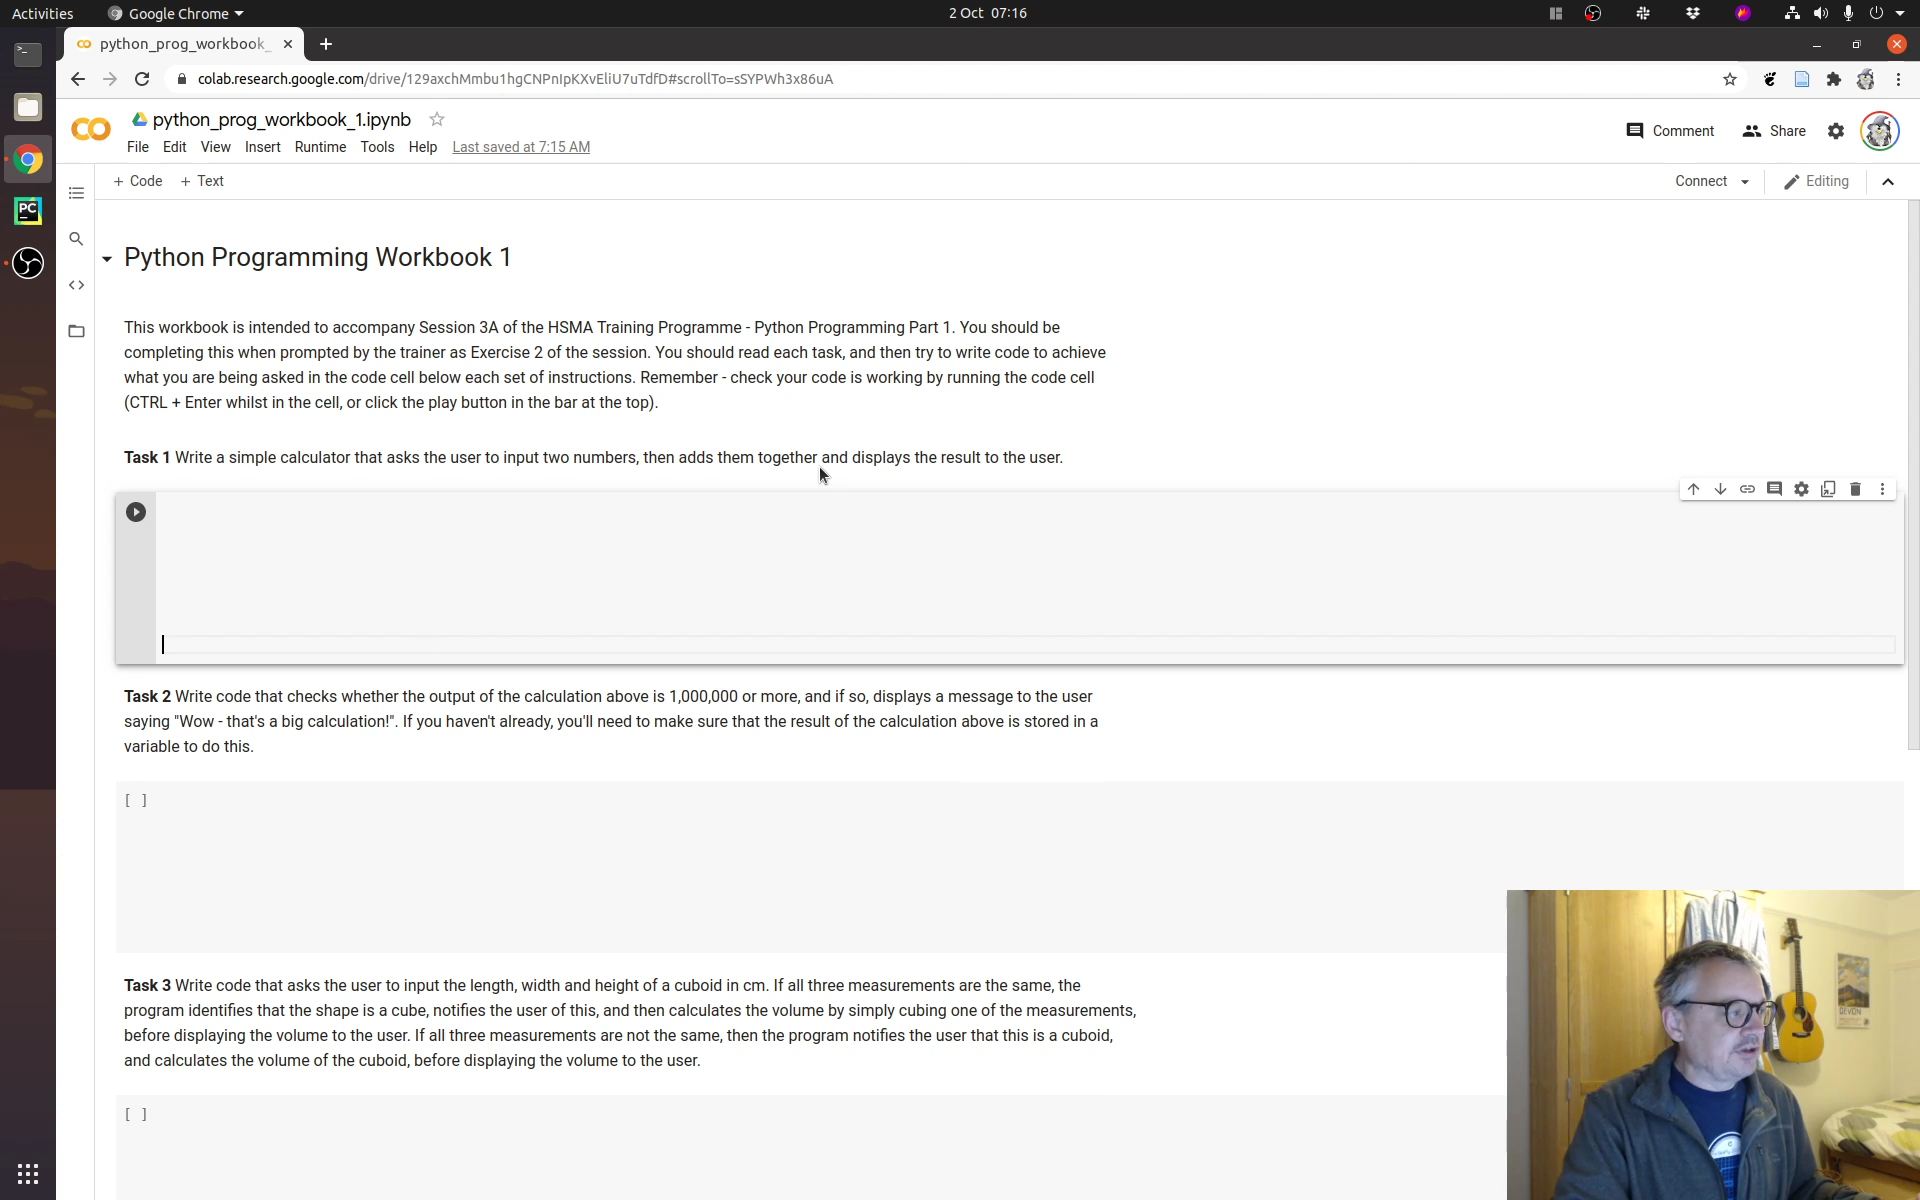 Activities
Google Chrome
2 Oct 07:16
python_prog_workbook_
colab.research.google.com/drive/129axchMmbu1hgCNPnIpKXvEliU7uTdfD#scrollTo=sSYPWh3x86uA
python_prog_workbook_1.ipynb
File Edit View Insert Runtime Tools Help Last saved at 7:15 AM
Comment Share
+ Code + Text
Connect Editing
Python Programming Workbook 1
This workbook is intended to accompany Session 3A of the HSMA Training Programme - Python Programming Part 1. You should be
completing this when prompted by the trainer as Exercise 2 of the session. You should read each task, and then try to write code to achieve
what you are being asked in the code cell below each set of instructions. Remember - check your code is working by running the code cell
(CTRL + Enter whilst in the cell, or click the play button in the bar at the top).
Task 1 Write a simple calculator that asks the user to input two numbers, then adds them together and displays the result to the user.
Task 2 Write code that checks whether the output of the calculation above is 1,000,000 or more, and if so, displays a message to the user
saying "Wow - that's a big calculation!". If you haven't already, you'll need to make sure that the result of the calculation above is stored in a
variable to do this.
[ ]
Task 3 Write code that asks the user to input the length, width and height of a cuboid in cm. If all three measurements are the same, the
program identifies that the shape is a cube, notifies the user of this, and then calculates the volume by simply cubing one of the measurements,
before displaying the volume to the user. If all three measurements are not the same, then the program notifies the user that this is a cuboid,
and calculates the volume of the cuboid, before displaying the volume to the user.
[ ]
PC
DEVON